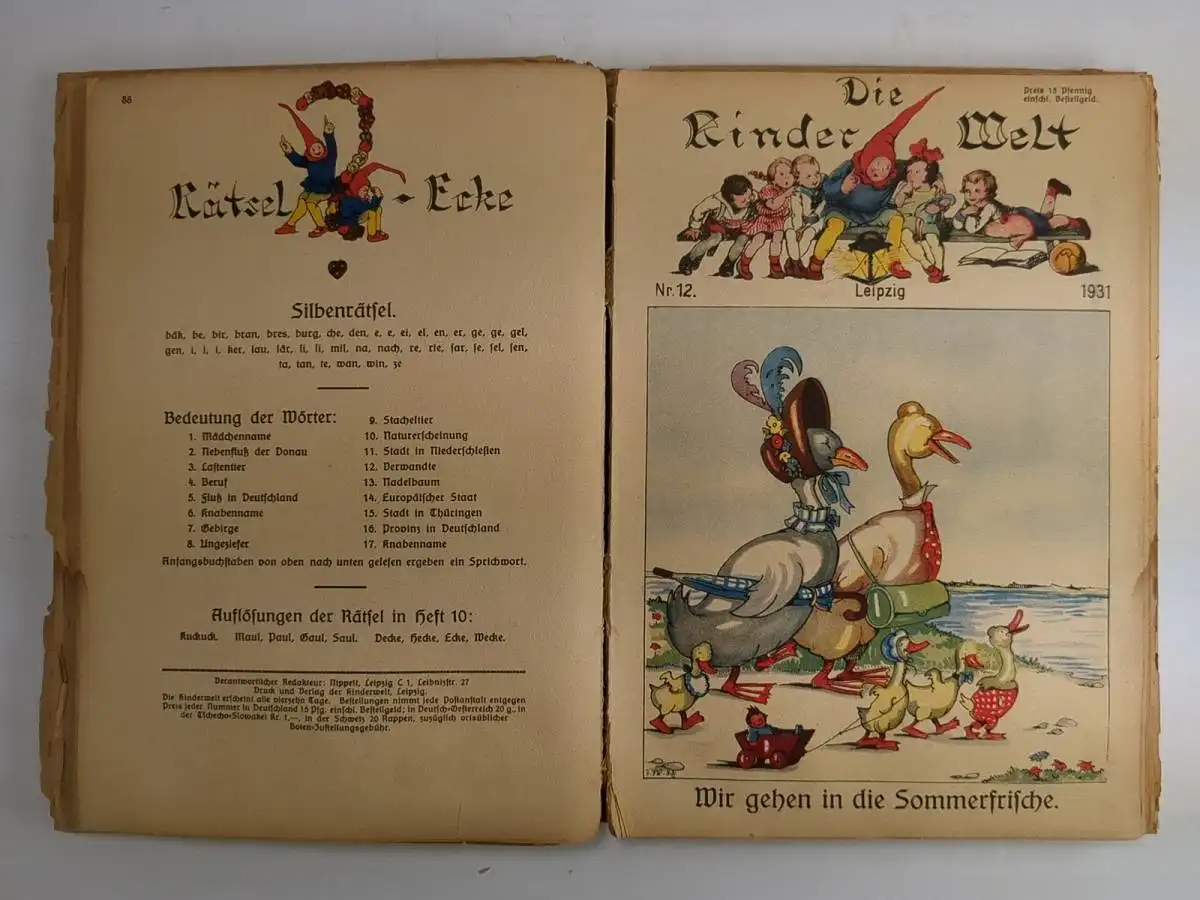 88
Rätsel-Ecke
Silbenrätsel.
bäk, be, bir, bran, bres, burg, che, den, e, e, ei, el, en, er, ge, ge, gel,
gen, i, i, i, ker, lau, lär, li, li, mil, na, nach, re, rie, sar, se, sel, sen,
ta, tan, te, wan, win, ze
Bedeutung der Wörter:
1. Mädchenname
2. Nebenfluß der Donau
3. Lasttier
4. Beruf
5. Fluß in Deutschland
6. Knabenname
7. Gebirge
8. Ungeziefer
9. Stacheltier
10. Naturerscheinung
11. Stadt in Niederschlesien
12. Verwandte
13. Nadelbaum
14. Europäischer Staat
15. Stadt in Thüringen
16. Provinz in Deutschland
17. Knabenname
Anfangsbuchstaben von oben nach unten gelesen ergeben ein Sprichwort.
Auflösungen der Rätsel in Heft 10:
Kuckuck. Maul, Paul, Gaul, Saul. Decke, Hecke, Ecke, Wecke.
Verantwortlicher Redakteur: Nippelt, Leipzig C 1, Leibnizstr. 27
Druck und Verlag der Kinderwelt, Leipzig.
Die Kinderwelt erscheint alle vierzehn Tage. Bestellungen nimmt jede Postanstalt entgegen
Preis jeder Nummer in Deutschland 15 Pfg. einschl. Bestellgeld; in Deutsch-Oesterreich 20 g., in
der Tschecho-Slowakei Kr. 1,—, in der Schweiz 20 Rappen, zuzüglich ortsüblicher
Boten-Zustellungsgebühr.
Die
Kinder Welt
Preis 15 Pfennig
einschl. Bestellgeld.
Nr. 12. Leipzig 1931
Wir gehen in die Sommerfrische.